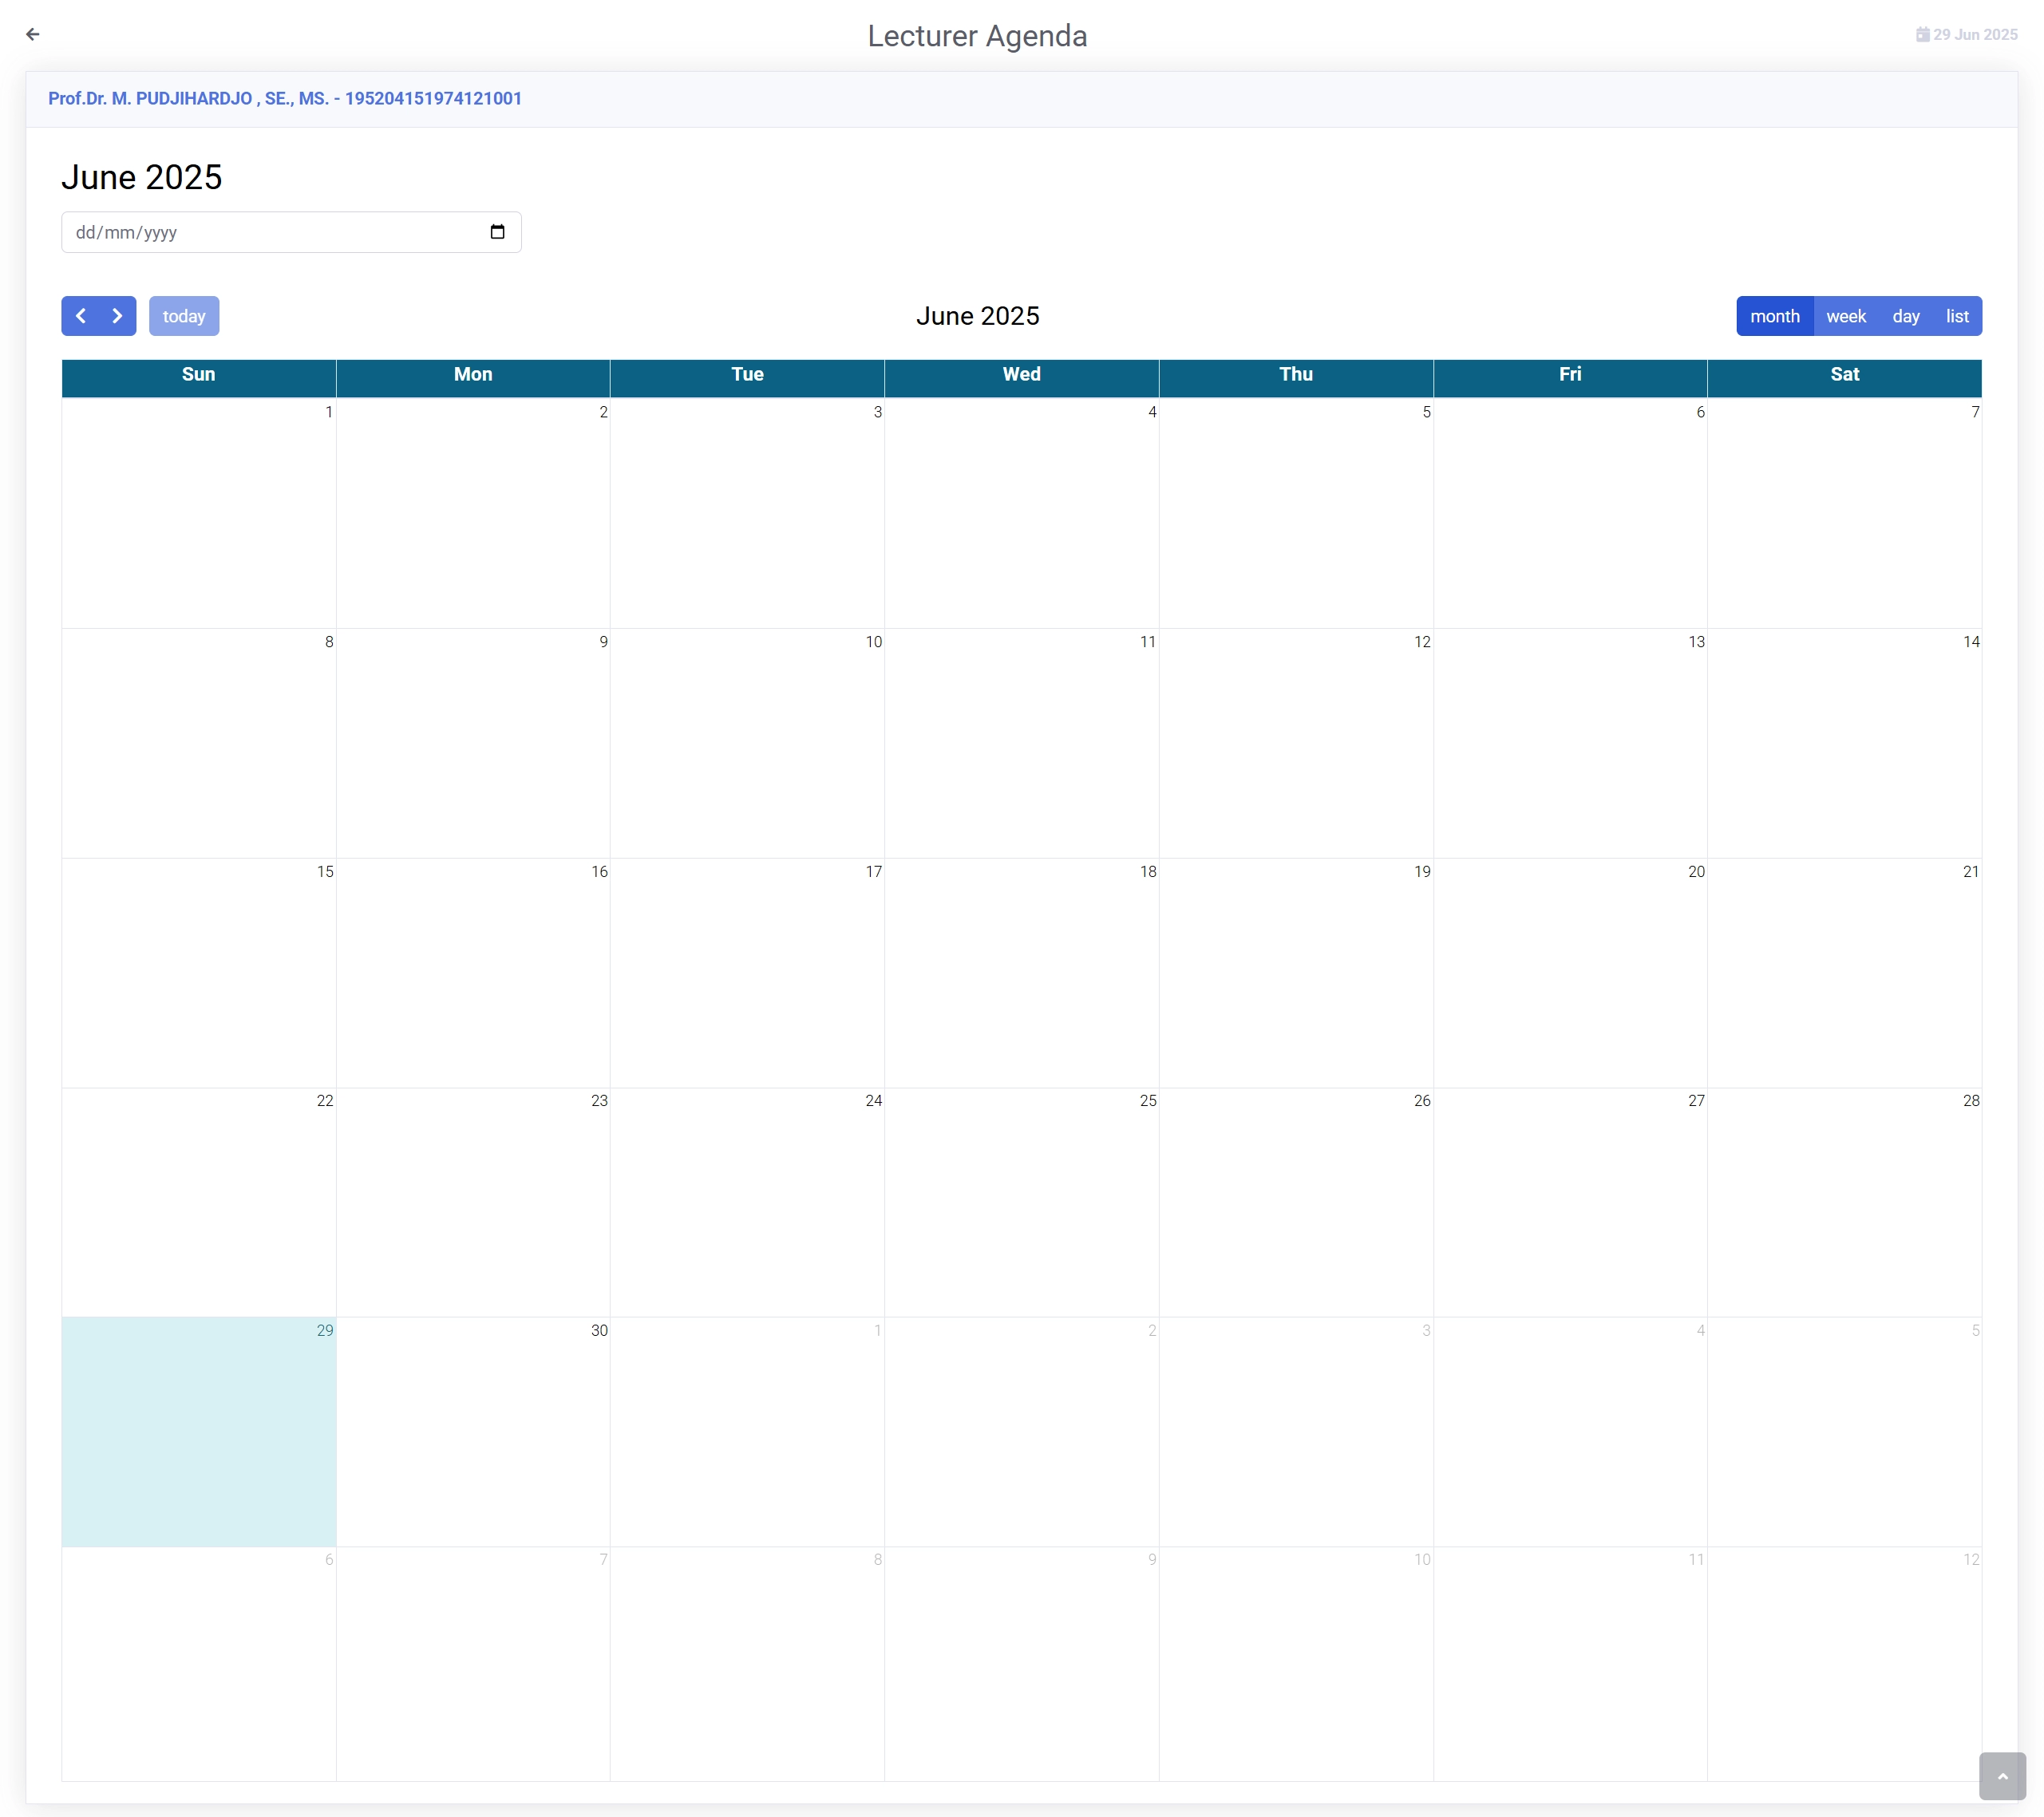 Lecturer Agenda
29 Jun 2025
Prof.Dr. M. PUDJIHARDJO , SE., MS. - 195204151974121001
June 2025
dd/mm/yyyy
today
June 2025
month week day list
Sun Mon Tue Wed Thu Fri Sat
1 2 3 4 5 6 7
8 9 10 11 12 13 14
15 16 17 18 19 20 21
22 23 24 25 26 27 28
29 30 1 2 3 4 5
6 7 8 9 10 11 12